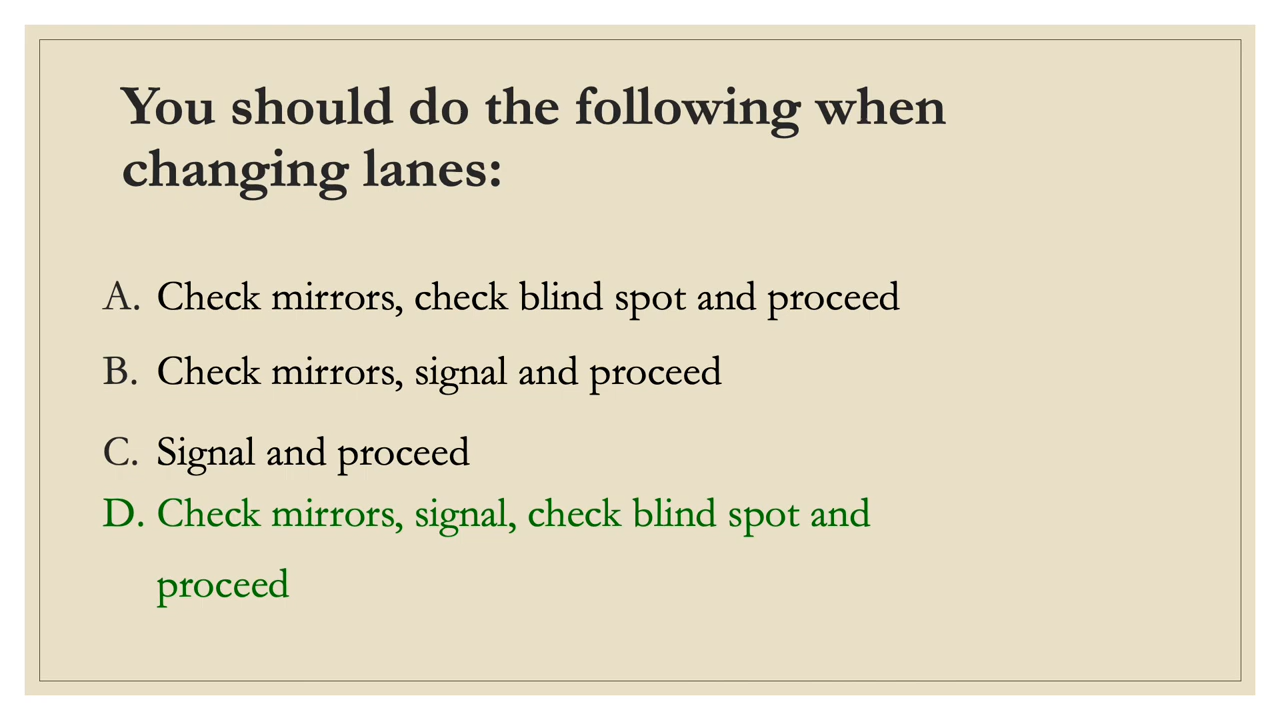 You should do the following when
changing lanes:
A. Check mirrors, check blind spot and proceed
B. Check mirrors, signal and proceed
C. Signal and proceed
D. Check mirrors, signal, check blind spot and
proceed